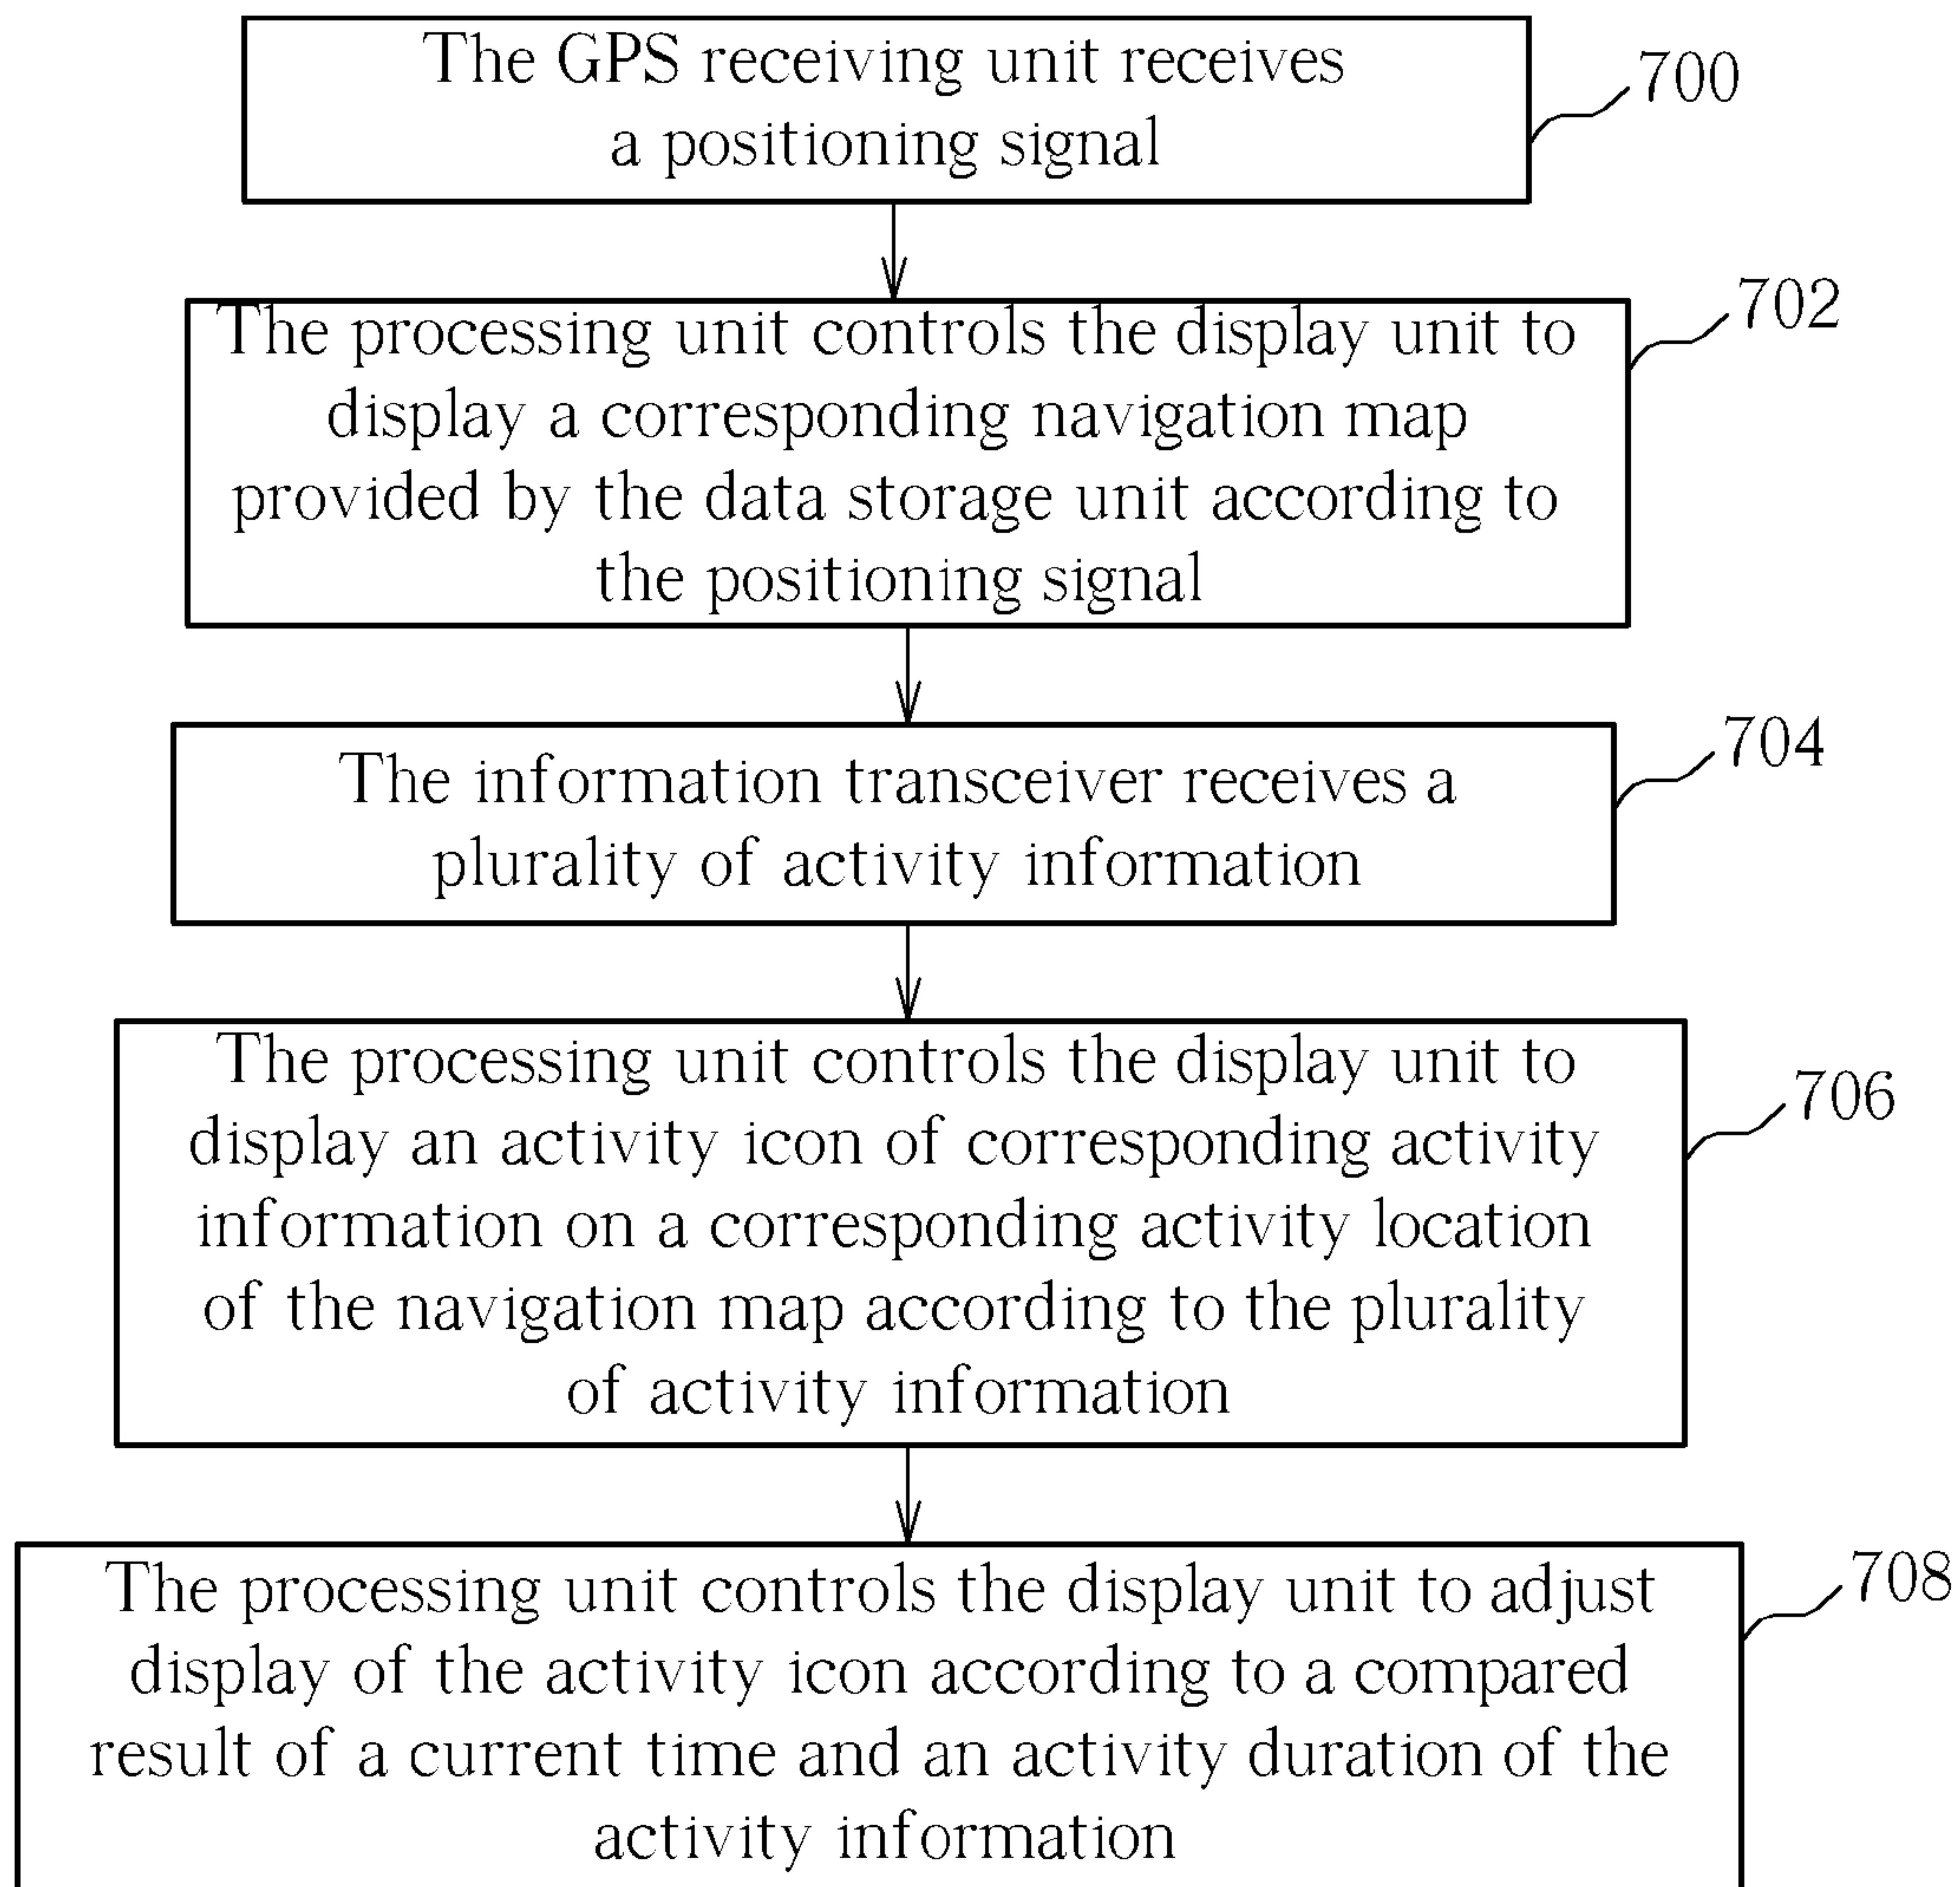 The GPS receiving unit receives
a positioning signal
700
The processing unit controls the display unit to
display a corresponding navigation map
provided by the data storage unit according to
the positioning signal
702
The information transceiver receives a
plurality of activity information
704
The processing unit controls the display unit to
display an activity icon of corresponding activity
information on a corresponding activity location
of the navigation map according to the plurality
of activity information
706
The processing unit controls the display unit to adjust
display of the activity icon according to a compared
result of a current time and an activity duration of the
activity information
708